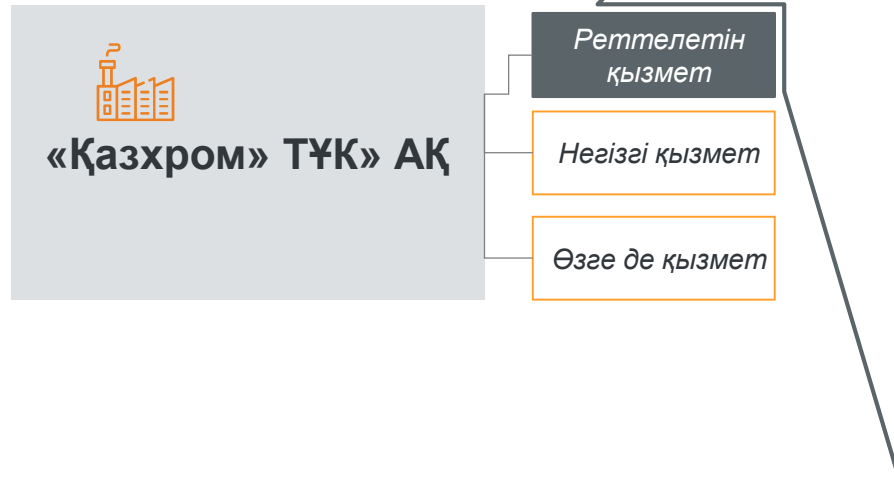 Реттелетін
қызмет
«Қазхром» ТҰК» АҚ
Негізгі қызмет
Өзге де қызмет